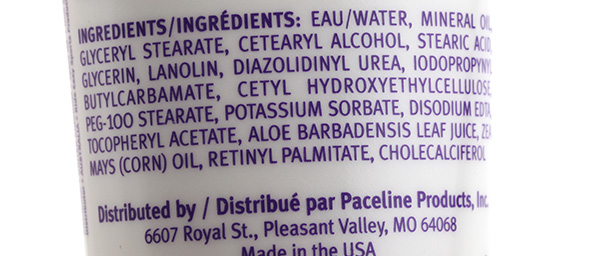 INGREDIENTS/INGRÉDIENTS: EAU/WATER, MINERAL OIL,
GLYCERYL STEARATE, CETEARYL ALCOHOL, STEARIC ACID,
GLYCERIN, LANOLIN, DIAZOLIDINYL UREA, IODOPROPYNYL
BUTYLCARBAMATE, CETYL HYDROXYETHYLCELLULOSE,
PEG-100 STEARATE, POTASSIUM SORBATE, DISODIUM EDTA,
TOCOPHERYL ACETATE, ALOE BARBADENSIS LEAF JUICE, ZEA
MAYS (CORN) OIL, RETINYL PALMITATE, CHOLECALCIFEROL
Distributed by / Distribué par Paceline Products, Inc.
6607 Royal St., Pleasant Valley, MO 64068
Made in the USA